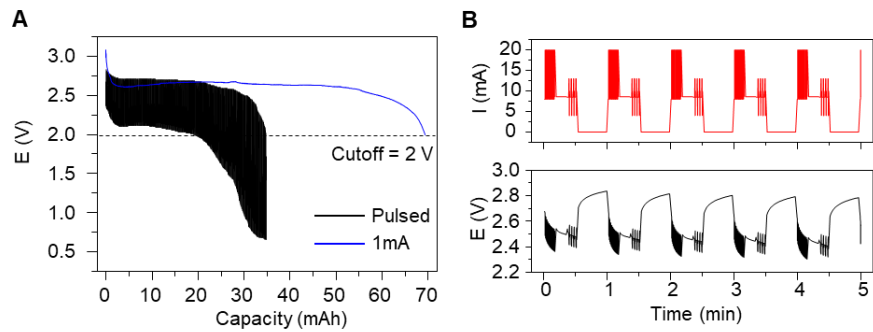 A
E (V)
3.0
2.5
2.0
1.5
1.0
0.5
Cutoff = 2 V
Pulsed
1mA
0 10 20 30 40 50 60 70
Capacity (mAh)
B
I (mA)
20
15
10
5
0
E (V)
3.0
2.8
2.6
2.4
2.2
0 1 2 3 4 5
Time (min)